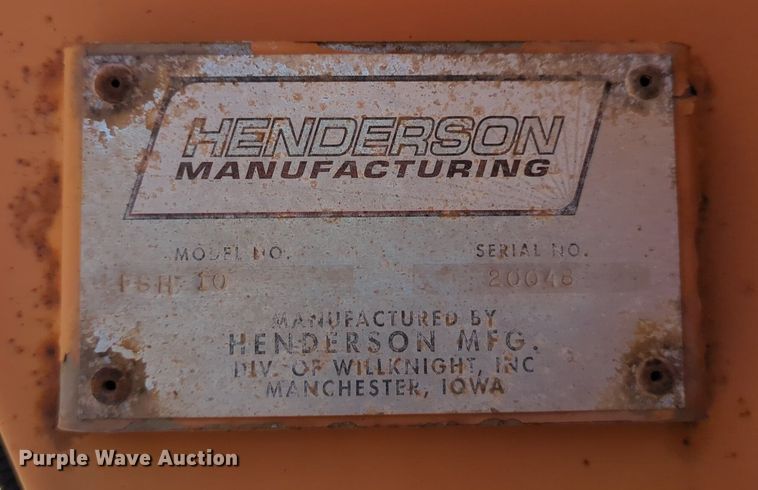 HENDERSON
MANUFACTURING
MODEL NO. SERIAL NO.
FSH-10 20048
MANUFACTURED BY
HENDERSON MFG.
DIV. OF WILLKNIGHT, INC
MANCHESTER, IOWA
Purple Wave Auction